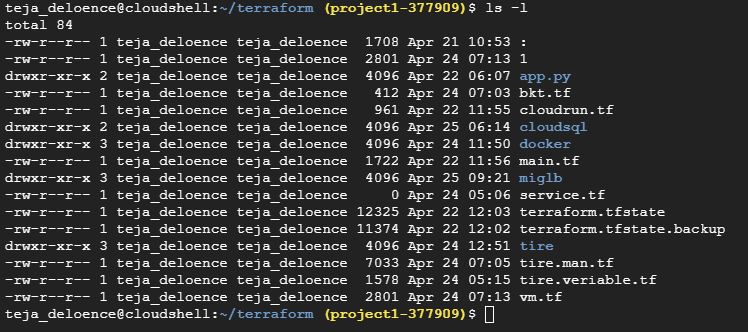 teja_deloence@cloudshell:~/terraform (project1-377909)$ ls -l
total 84
-rw-r--r-- 1 teja_deloence teja_deloence  1708 Apr 21 10:53 :
-rw-r--r-- 1 teja_deloence teja_deloence  2801 Apr 24 07:13 1
drwxr-xr-x 2 teja_deloence teja_deloence  4096 Apr 22 06:07 app.py
-rw-r--r-- 1 teja_deloence teja_deloence   412 Apr 24 07:03 bkt.tf
-rw-r--r-- 1 teja_deloence teja_deloence   961 Apr 22 11:55 cloudrun.tf
drwxr-xr-x 2 teja_deloence teja_deloence  4096 Apr 25 06:14 cloudsql
drwxr-xr-x 3 teja_deloence teja_deloence  4096 Apr 24 11:50 docker
-rw-r--r-- 1 teja_deloence teja_deloence  1722 Apr 22 11:56 main.tf
drwxr-xr-x 3 teja_deloence teja_deloence  4096 Apr 25 09:21 miglb
-rw-r--r-- 1 teja_deloence teja_deloence     0 Apr 24 05:06 service.tf
-rw-r--r-- 1 teja_deloence teja_deloence 12325 Apr 22 12:03 terraform.tfstate
-rw-r--r-- 1 teja_deloence teja_deloence 11374 Apr 22 12:02 terraform.tfstate.backup
drwxr-xr-x 3 teja_deloence teja_deloence  4096 Apr 24 12:51 tire
-rw-r--r-- 1 teja_deloence teja_deloence  7033 Apr 24 07:05 tire.man.tf
-rw-r--r-- 1 teja_deloence teja_deloence  1578 Apr 24 05:15 tire.veriable.tf
-rw-r--r-- 1 teja_deloence teja_deloence  2801 Apr 24 07:13 vm.tf
teja_deloence@cloudshell:~/terraform (project1-377909)$